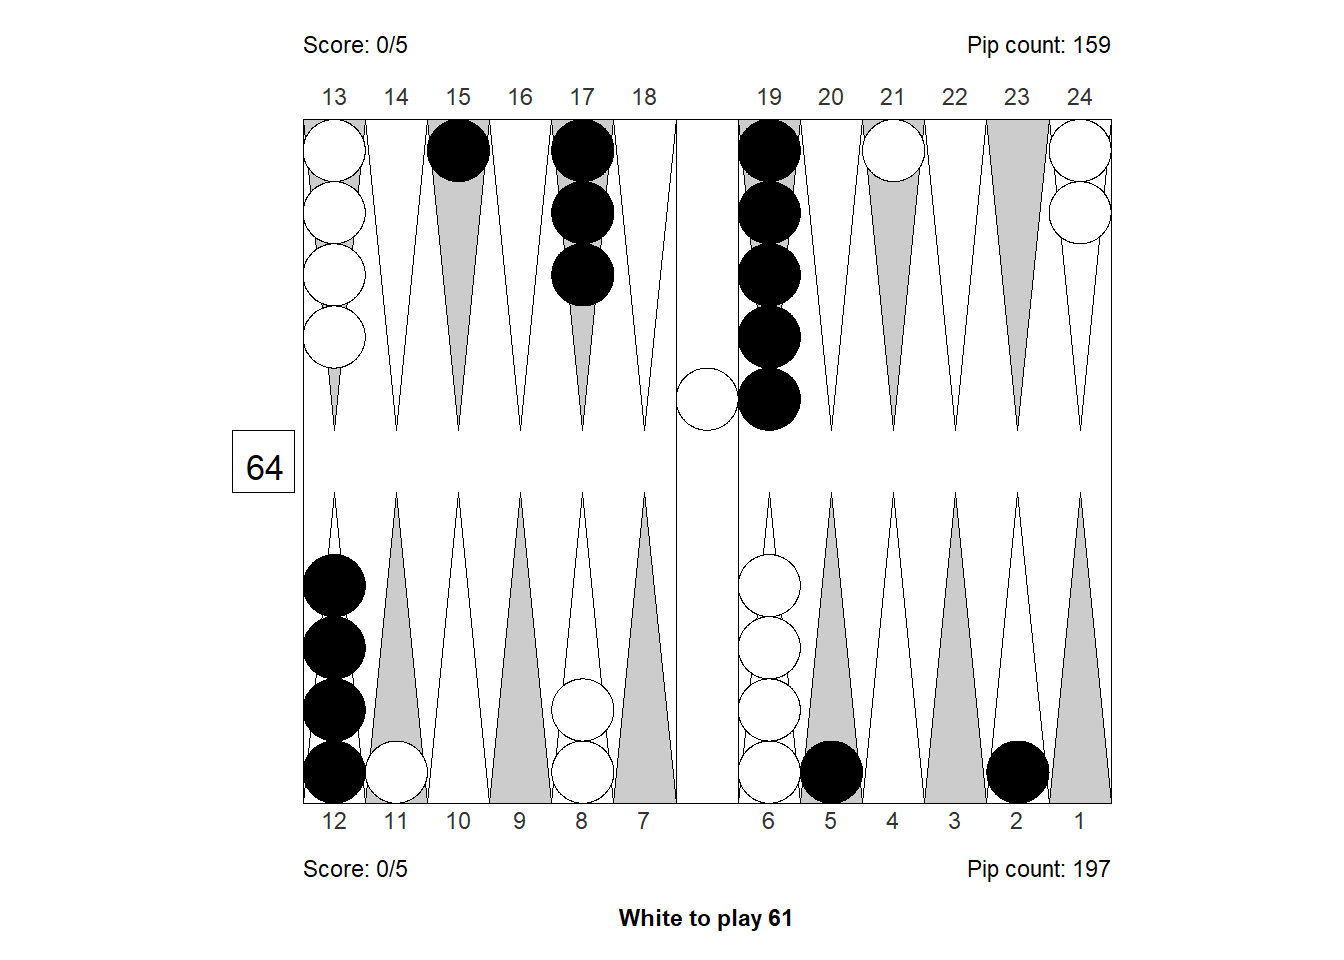 Score: 0/5 Pip count: 159
13 14 15 16 17 18 19 20 21 22 23 24
64
12 11 10 9 8 7 6 5 4 3 2 1
Score: 0/5 Pip count: 197
White to play 61